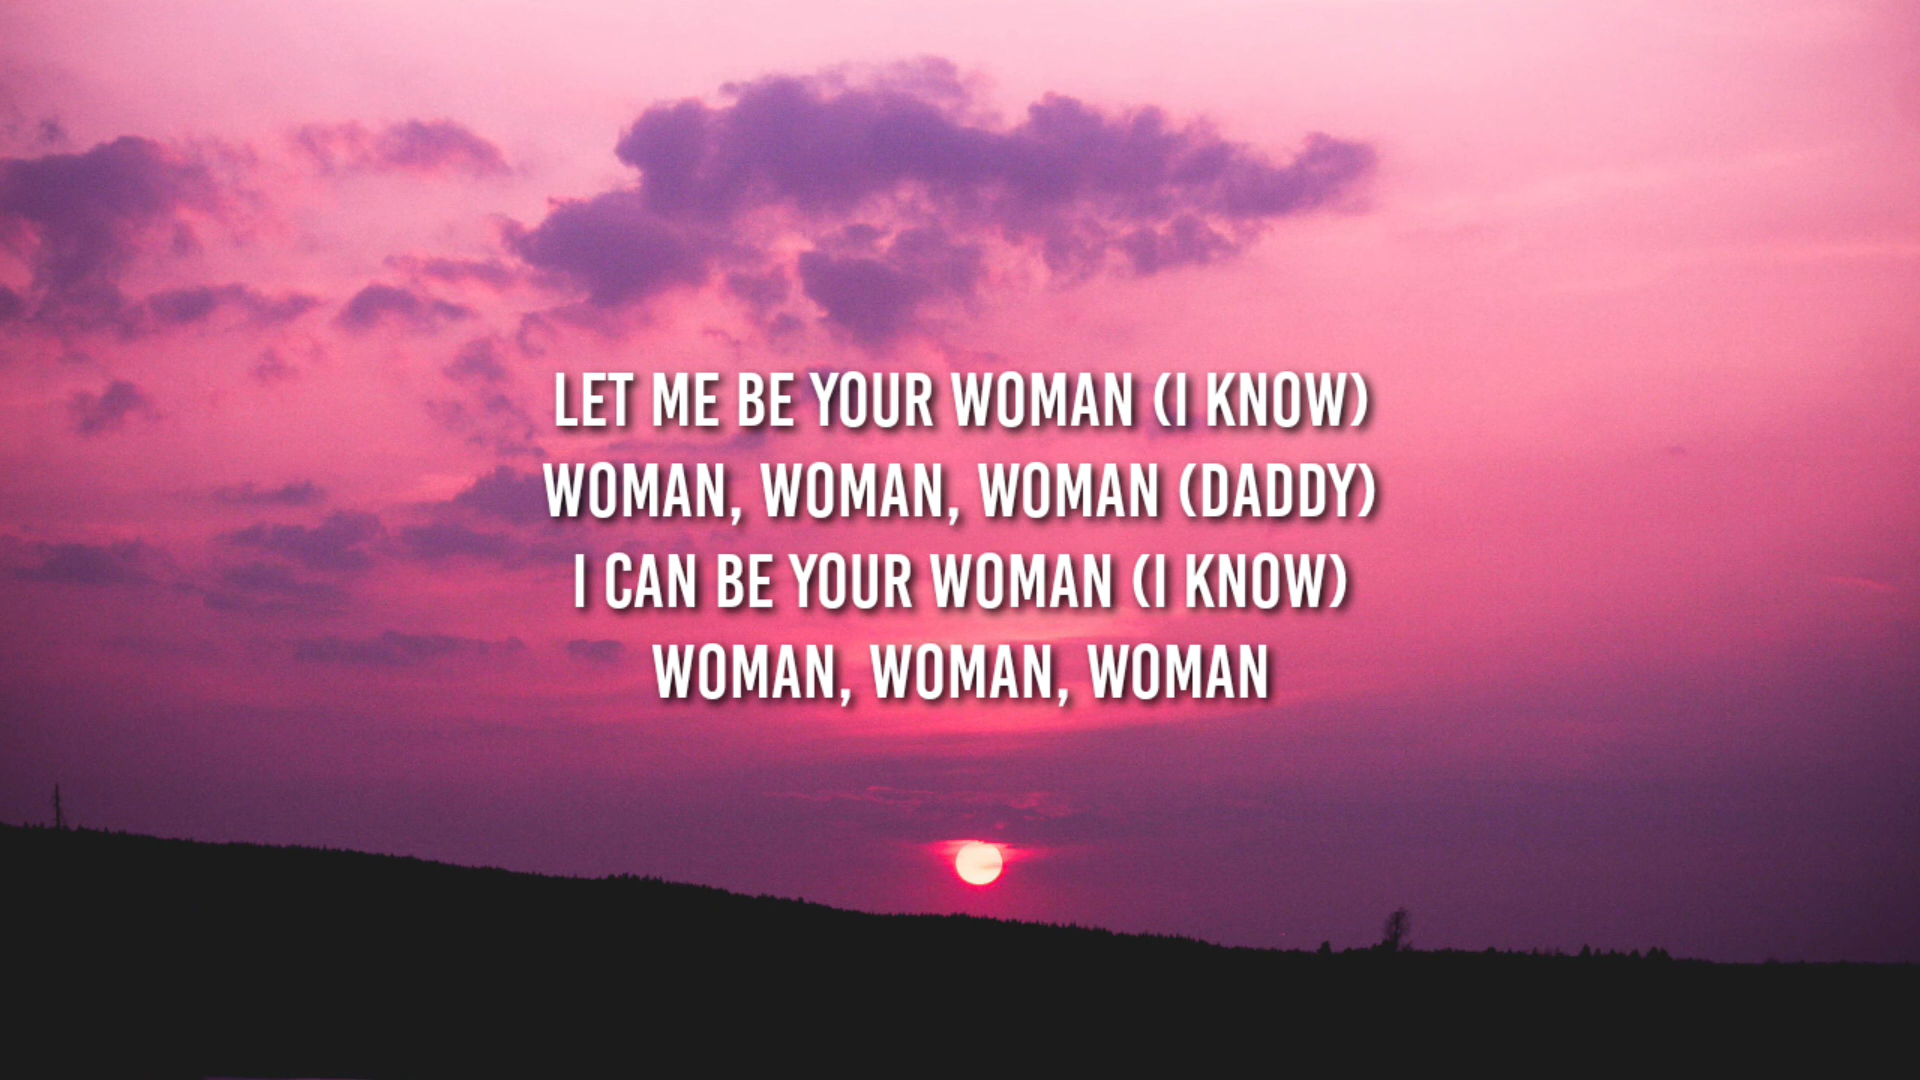 LET ME BE YOUR WOMAN (I KNOW)
WOMAN, WOMAN, WOMAN (DADDY)
I CAN BE YOUR WOMAN (I KNOW)
WOMAN, WOMAN, WOMAN